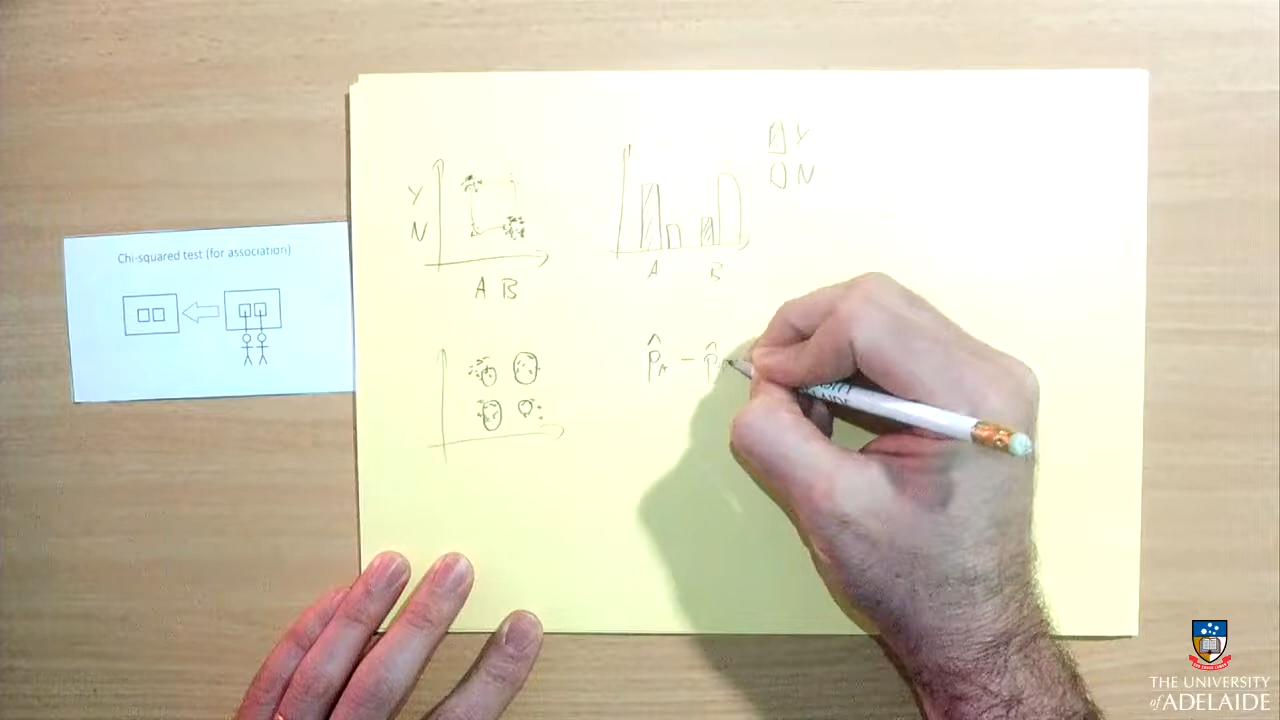 Chi-squared test (for association)
Y
N
A B
Y
N
A B
p̂A − p̂
THE UNIVERSITY
of ADELAIDE